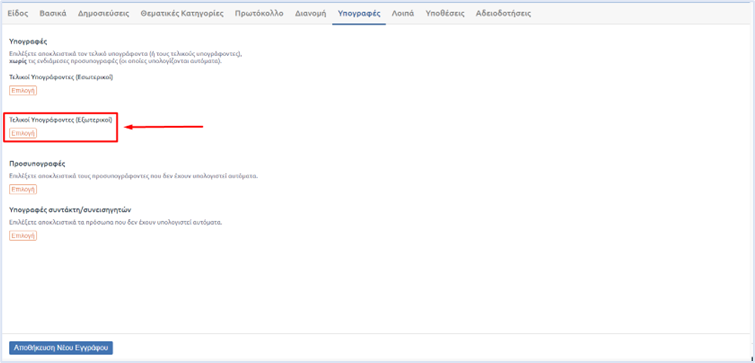 Είδος Βασικά Δημοσιεύσεις Θεματικές Κατηγορίες Πρωτόκολλο Διανομή Υπογραφές Λοιπά Υποθέσεις Αδειοδοτήσεις
Υπογραφές
Επιλέξετε αποκλειστικά τον τελικό υπογράφοντα (ή τους τελικούς υπογράφοντες),
χωρίς τις ενδιάμεσες προσυπογραφές (οι οποίες υπολογίζονται αυτόματα).
Τελικοί Υπογράφοντες (Εσωτερικοί)
Επιλογή
Τελικοί Υπογράφοντες (Εξωτερικοί)
Επιλογή
Προσυπογραφές
Επιλέξετε αποκλειστικά τους προσυπογράφοντες που δεν έχουν υπολογιστεί αυτόματα.
Επιλογή
Υπογραφές συντάκτη/συνεισηγητών
Επιλέξετε αποκλειστικά τα πρόσωπα που δεν έχουν υπολογιστεί αυτόματα.
Επιλογή
Αποθήκευση Νέου Εγγράφου